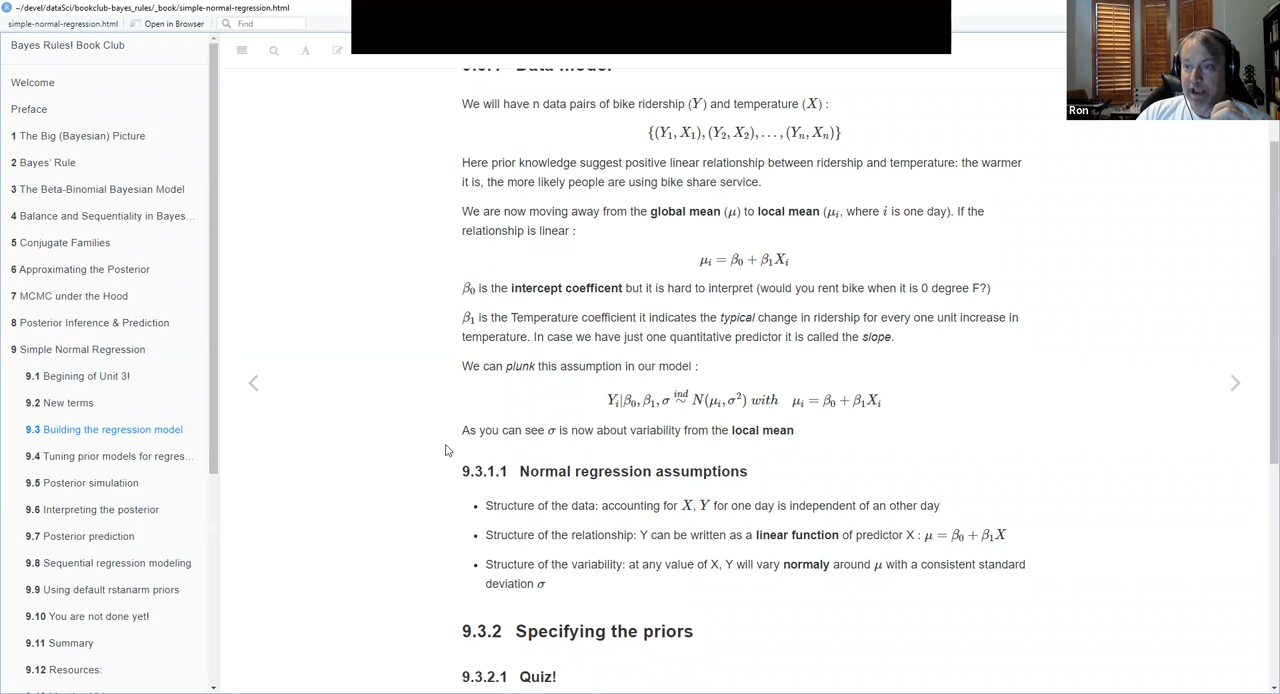 ~/devel/dataSci/bookclub-bayes_rules/_book/simple-normal-regression.html
simple-normal-regression.html
Open in Browser
Find
Bayes Rules! Book Club
Welcome
Preface
1 The Big (Bayesian) Picture
2 Bayes' Rule
3 The Beta-Binomial Bayesian Model
4 Balance and Sequentiality in Bayes...
5 Conjugate Families
6 Approximating the Posterior
7 MCMC under the Hood
8 Posterior Inference & Prediction
9 Simple Normal Regression
9.1 Begining of Unit 3!
9.2 New terms
9.3 Building the regression model
9.4 Tuning prior models for regres...
9.5 Posterior simulatiion
9.6 Interpreting the posterior
9.7 Posterior prediction
9.8 Sequential regression modeling
9.9 Using default rstanarm priors
9.10 You are not done yet!
9.11 Summary
9.12 Resources:
A
We will have n data pairs of bike ridership (Y) and temperature (X) :
{(Y₁, X₁), (Y₂, X₂), . . . , (Yₙ, Xₙ)}
Here prior knowledge suggest positive linear relationship between ridership and temperature: the warmer
it is, the more likely people are using bike share service.
We are now moving away from the global mean (μ) to local mean (μᵢ, where i is one day). If the
relationship is linear :
μᵢ = β₀ + β₁Xᵢ
β₀ is the intercept coefficent but it is hard to interpret (would you rent bike when it is 0 degree F?)
β₁ is the Temperature coefficient it indicates the typical change in ridership for every one unit increase in
temperature. In case we have just one quantitative predictor it is called the slope.
We can plunk this assumption in our model :
Yᵢ|β₀, β₁, σ ind ~ N(μᵢ, σ²) with μᵢ = β₀ + β₁Xᵢ
As you can see σ is now about variability from the local mean
9.3.1.1 Normal regression assumptions
• Structure of the data: accounting for X, Y for one day is independent of an other day
• Structure of the relationship: Y can be written as a linear function of predictor X : μ = β₀ + β₁X
• Structure of the variability: at any value of X, Y will vary normaly around μ with a consistent standard
deviation σ
9.3.2 Specifying the priors
9.3.2.1 Quiz!
Ron